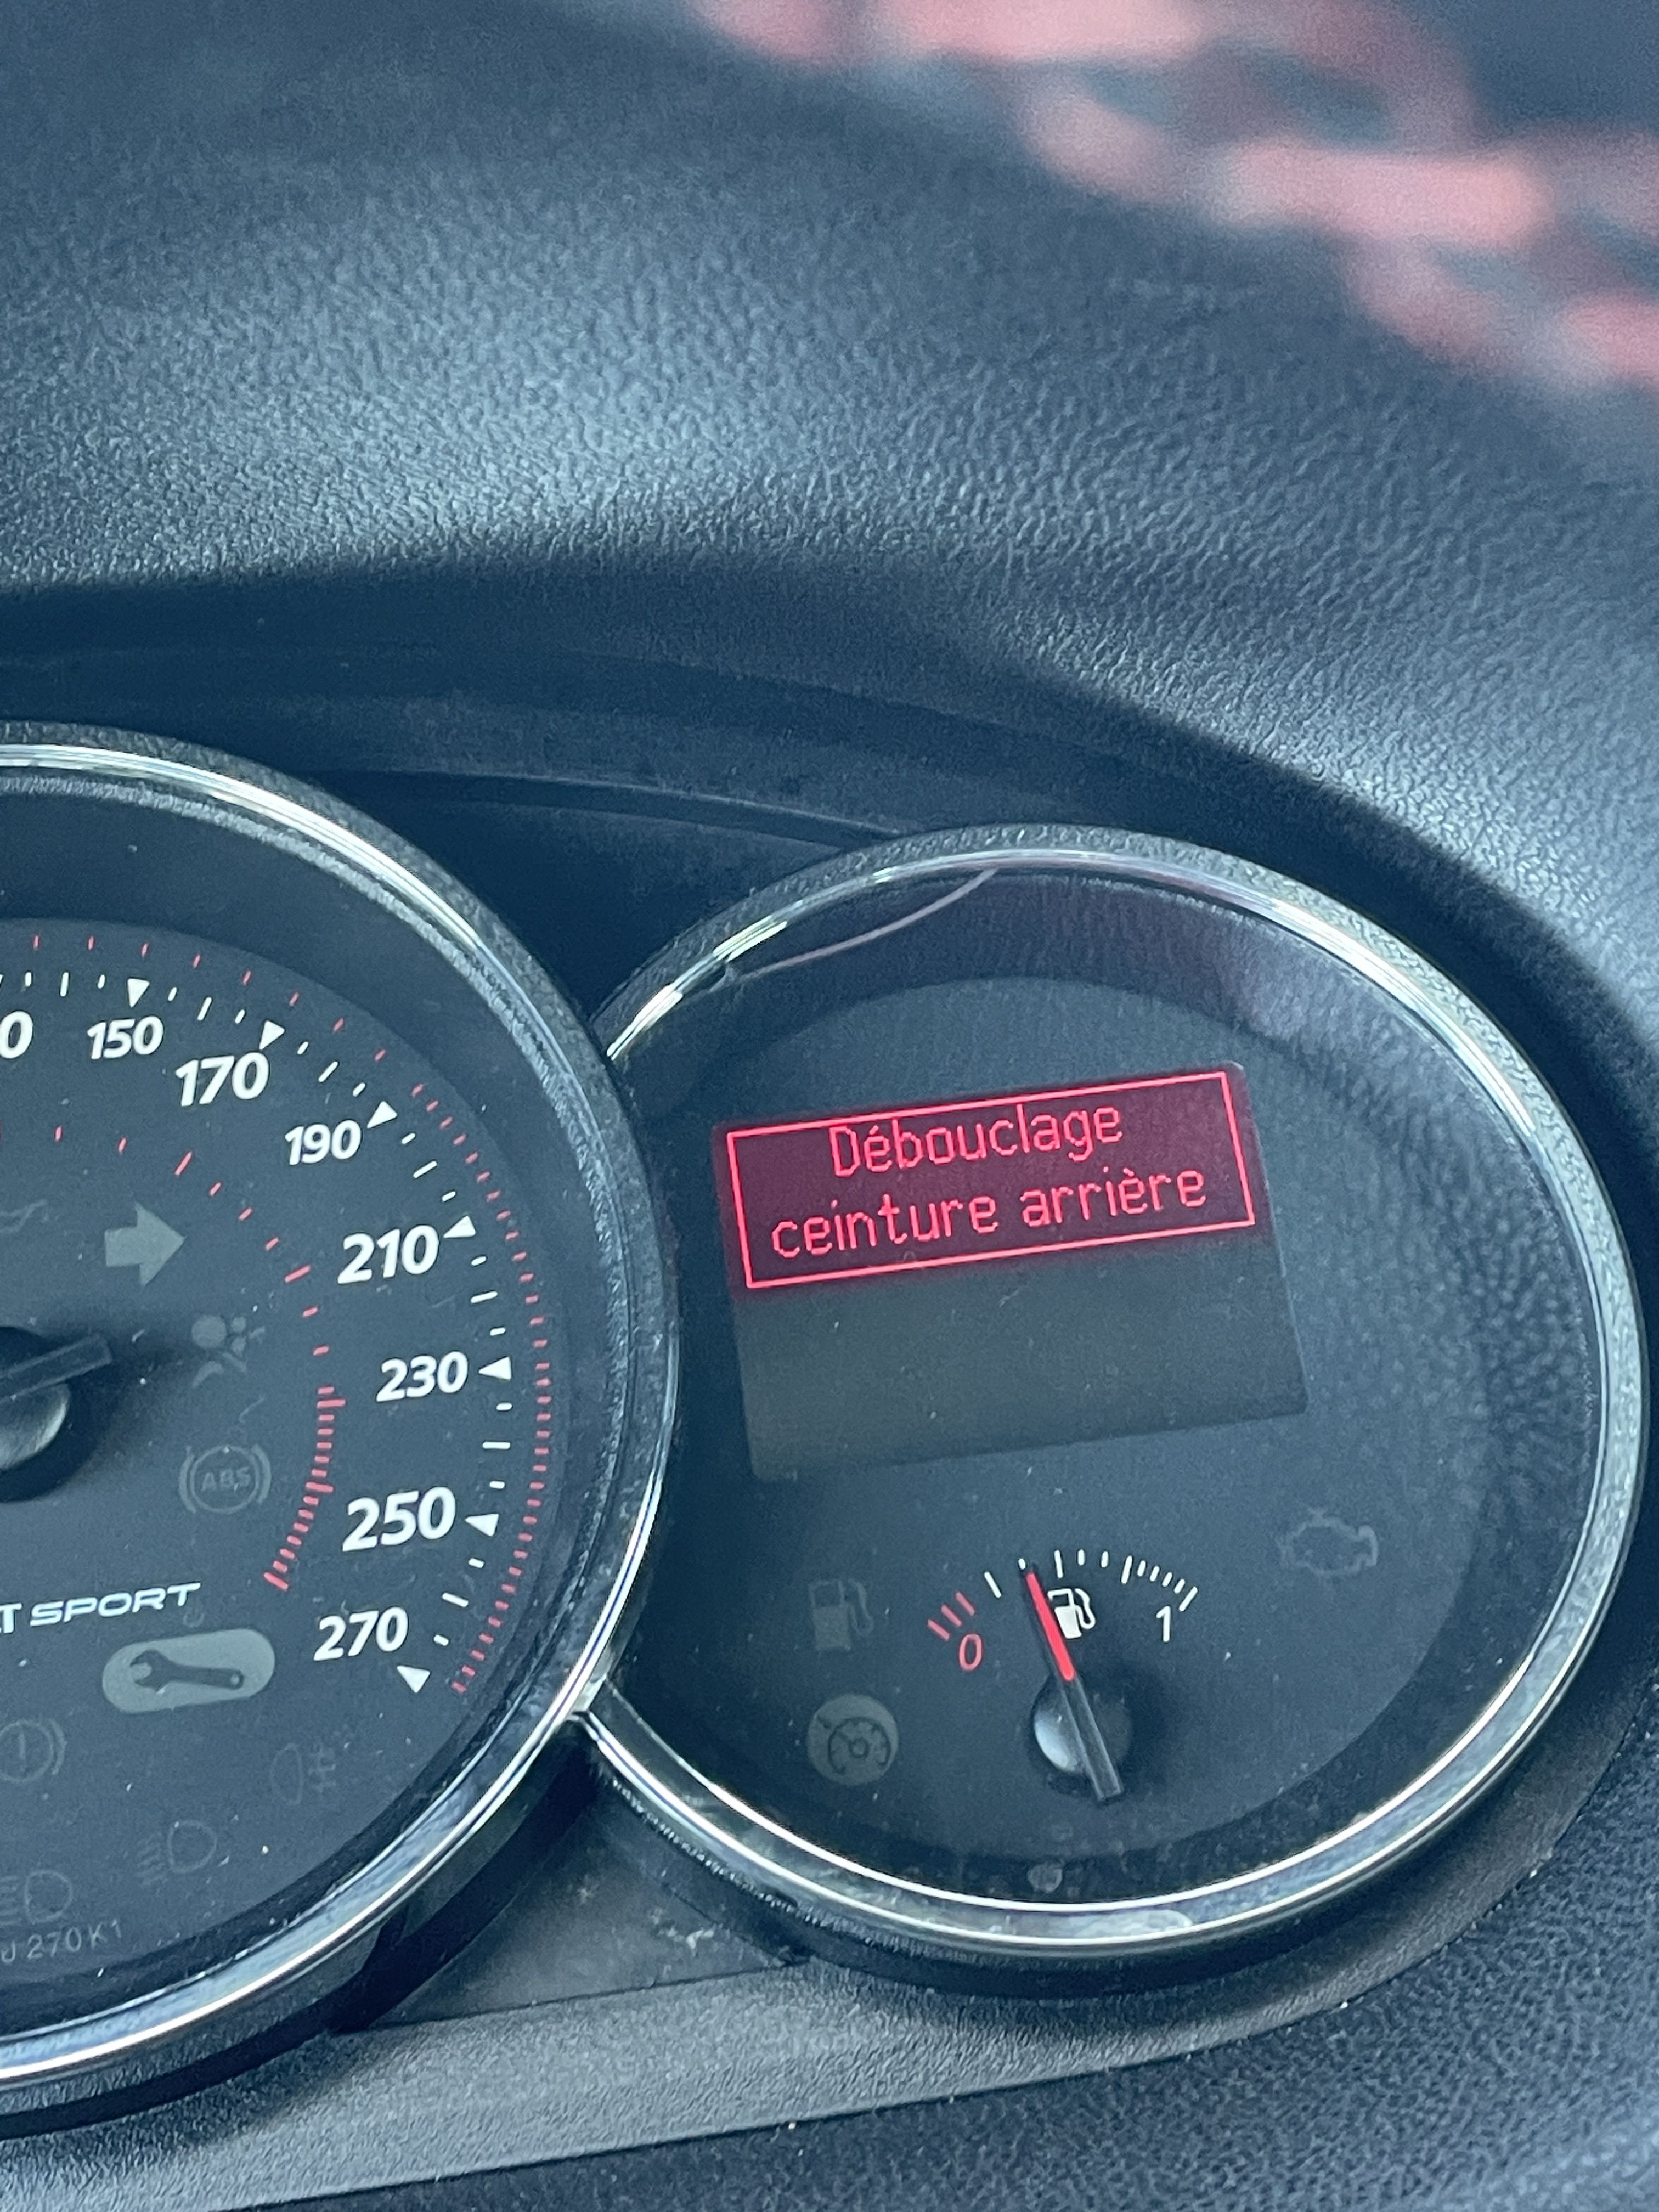 Débouclage
ceinture arrière
150
170
190
210
230
250
270
ABS
SPORT
0
1
270K1